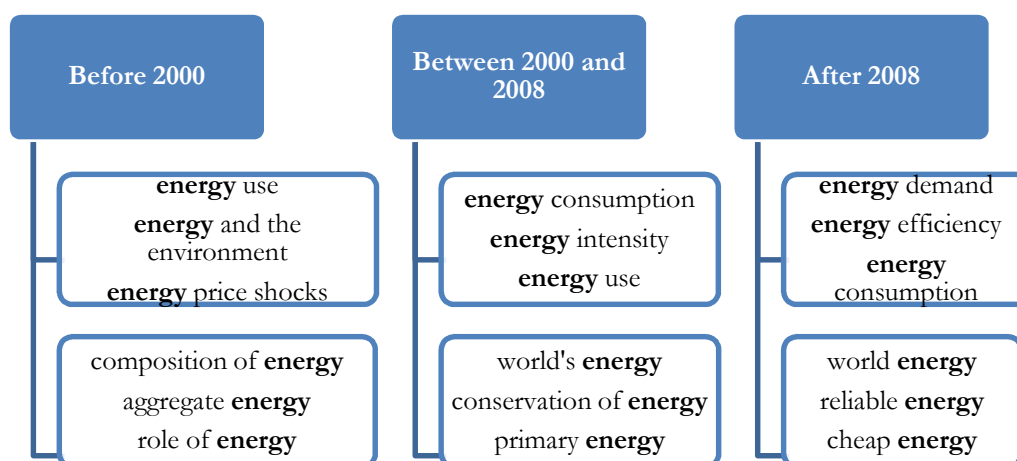 Before 2000
energy use
energy and the
environment
energy price shocks
composition of energy
aggregate energy
role of energy
Between 2000 and
2008
energy consumption
energy intensity
energy use
world's energy
conservation of energy
primary energy
After 2008
energy demand
energy efficiency
energy
consumption
world energy
reliable energy
cheap energy